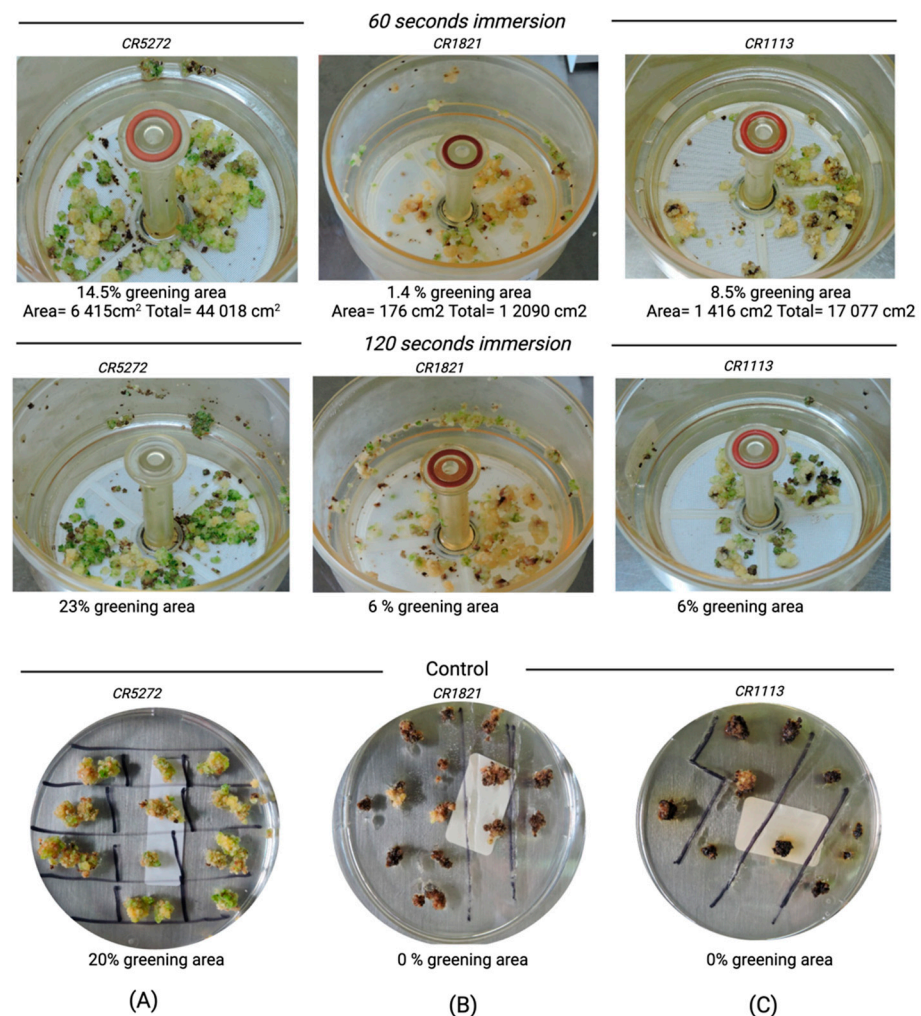 60 seconds immersion
CR5272 CR1821 CR1113
14.5% greening area 1.4 % greening area 8.5% greening area
Area= 6 415cm² Total= 44 018 cm² Area= 176 cm2 Total= 1 2090 cm2 Area= 1 416 cm2 Total= 17 077 cm2
120 seconds immersion
CR5272 CR1821 CR1113
23% greening area 6 % greening area 6% greening area
Control
CR5272 CR1821 CR1113
20% greening area 0 % greening area 0% greening area
(A) (B) (C)